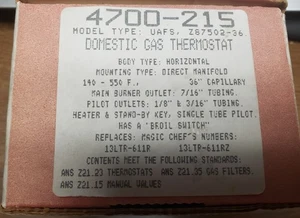 4700-215
MODEL TYPE: UAFS, Z87502-36
DOMESTIC GAS THERMOSTAT
BODY TYPE: HORIZONTAL
MOUNTING TYPE: DIRECT MANIFOLD
140 - 550 F., 36" CAPILLARY
MAIN BURNER OUTLET: 7/16" TUBING.
PILOT OUTLETS: 1/8" & 3/16" TUBING.
HEATER & STAND-BY KEY, SINGLE TUBE PILOT.
HAS A "BROIL SWITCH"
REPLACES: MAGIC CHEF'S NUMBERS:
13LTR-611R 13LTR-611RZ
CONTENTS MEET THE FOLLOWING STANDARDS:
ANS Z21.23 THERMOSTATS ANS Z21.35 GAS FILTERS.
ANS Z21.15 MANUAL VALVES